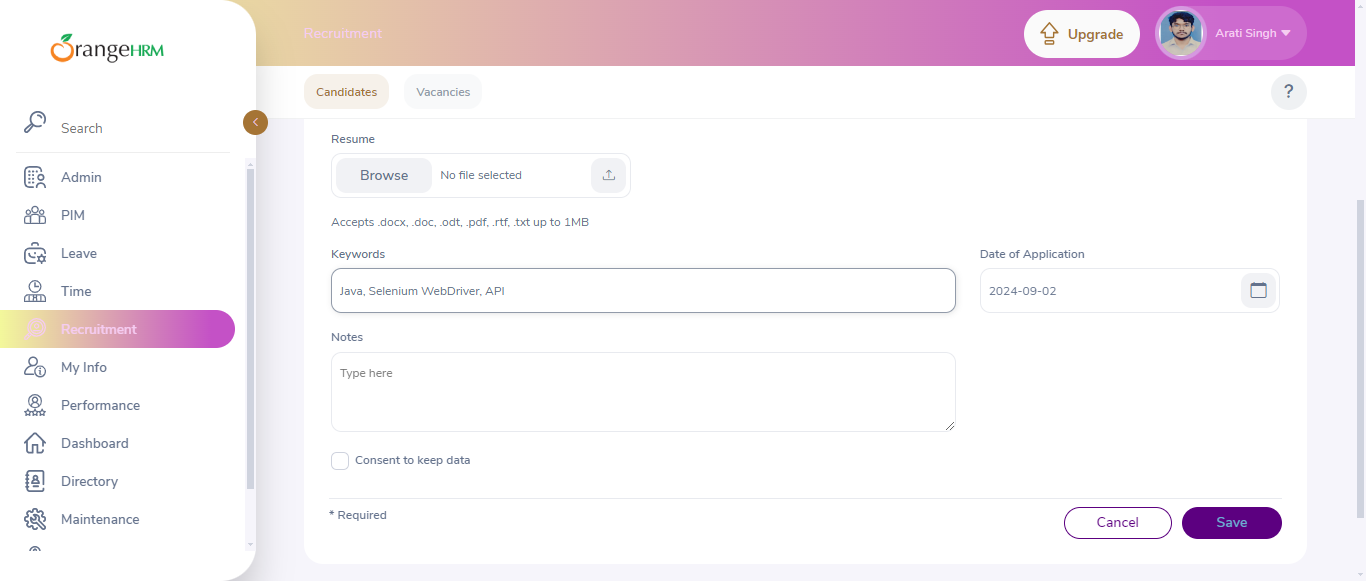 OrangeHRM
Recruitment
Upgrade
Arati Singh
Candidates
Vacancies
?
Search
Admin
PIM
Leave
Time
Recruitment
My Info
Performance
Dashboard
Directory
Maintenance
Resume
Browse
No file selected
Accepts .docx, .doc, .odt, .pdf, .rtf, .txt up to 1MB
Keywords
Date of Application
Java, Selenium WebDriver, API
2024-09-02
Notes
Type here
Consent to keep data
* Required
Cancel
Save